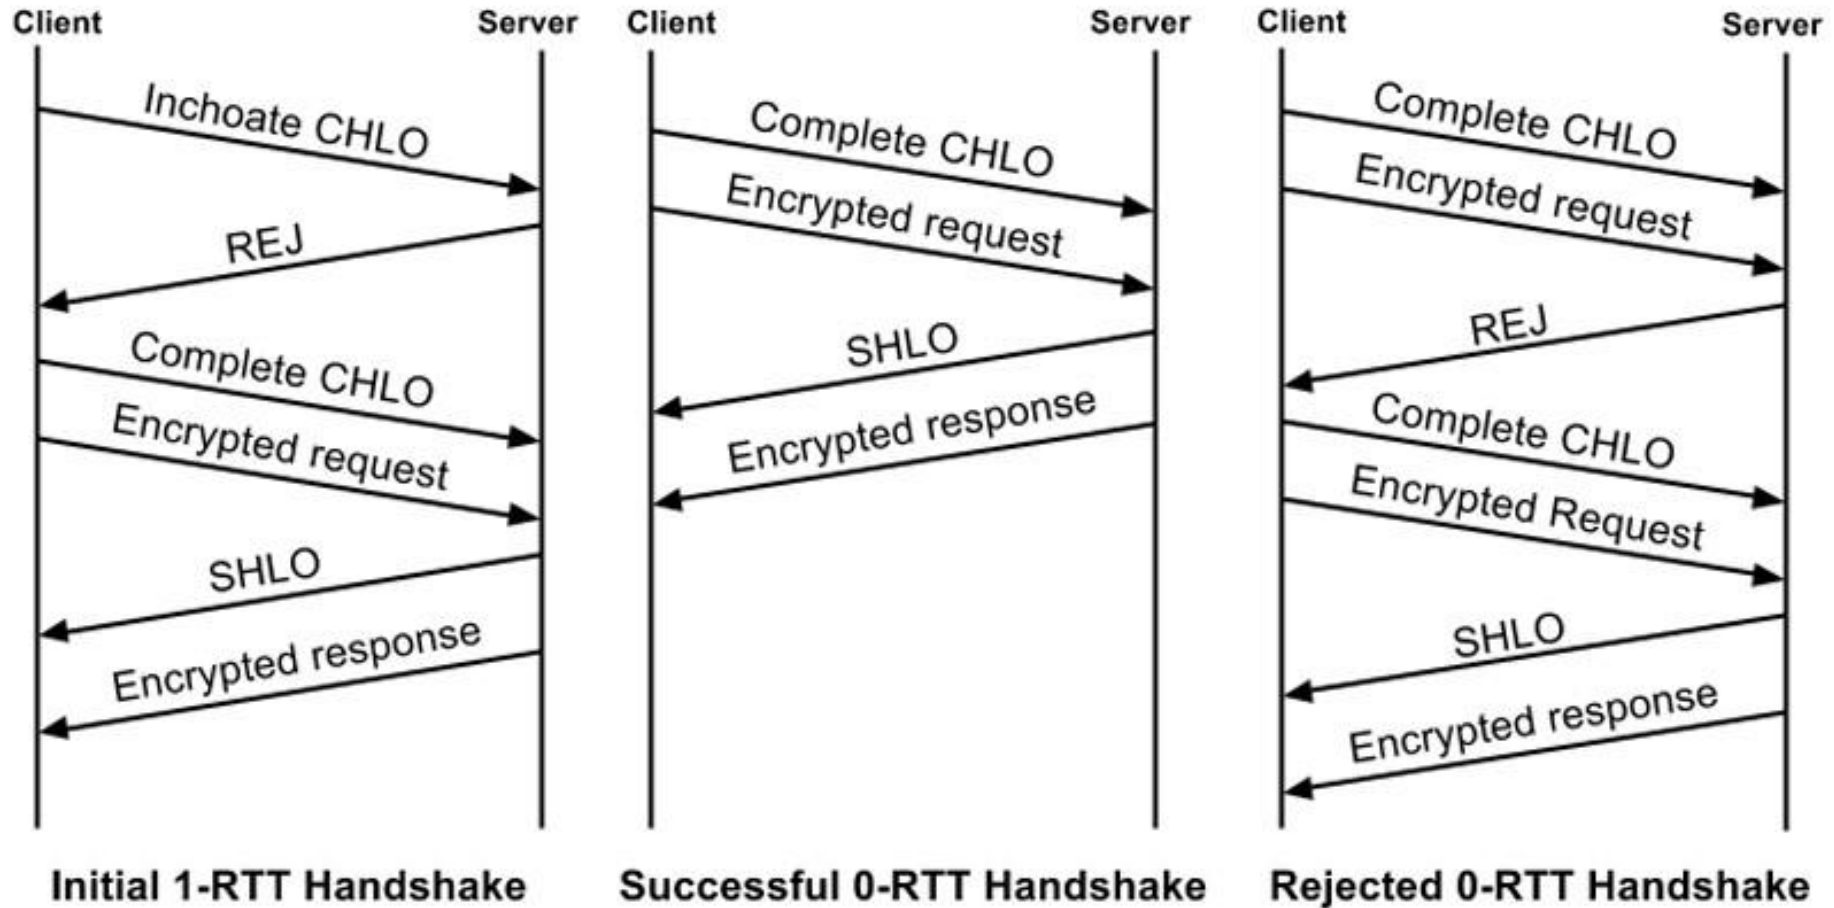 Client
Server
Inchoate CHLO
REJ
Complete CHLO
Encrypted request
SHLO
Encrypted response
Initial 1-RTT Handshake
Client
Server
Complete CHLO
Encrypted request
SHLO
Encrypted response
Successful 0-RTT Handshake
Client
Server
Complete CHLO
Encrypted request
REJ
Complete CHLO
Encrypted Request
SHLO
Encrypted response
Rejected 0-RTT Handshake